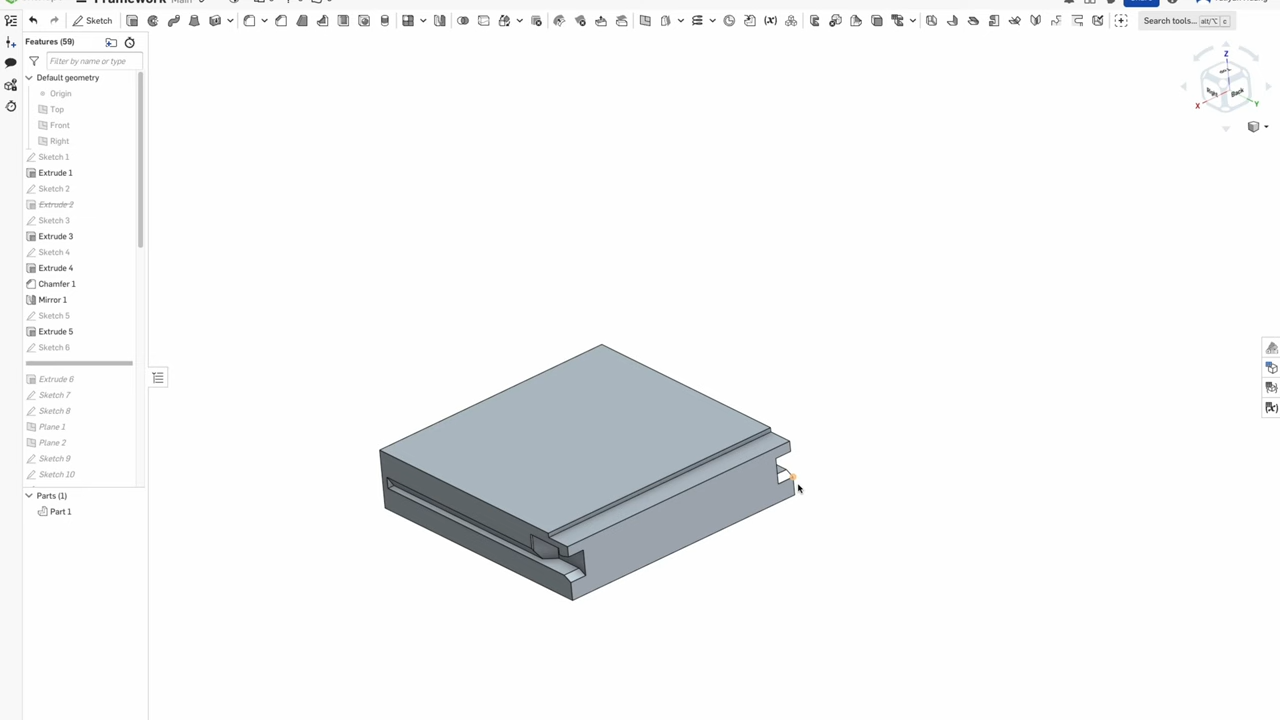 Framework Main
Sketch
Search tools... alt/⌥ c
Features (59)
Filter by name or type
Default geometry
Origin
Top
Front
Right
Sketch 1
Extrude 1
Sketch 2
Extrude 2
Sketch 3
Extrude 3
Sketch 4
Extrude 4
Chamfer 1
Mirror 1
Sketch 5
Extrude 5
Sketch 6
Extrude 6
Sketch 7
Sketch 8
Plane 1
Plane 2
Sketch 9
Sketch 10
Parts (1)
Part 1
Z
Right
Back
X
Y